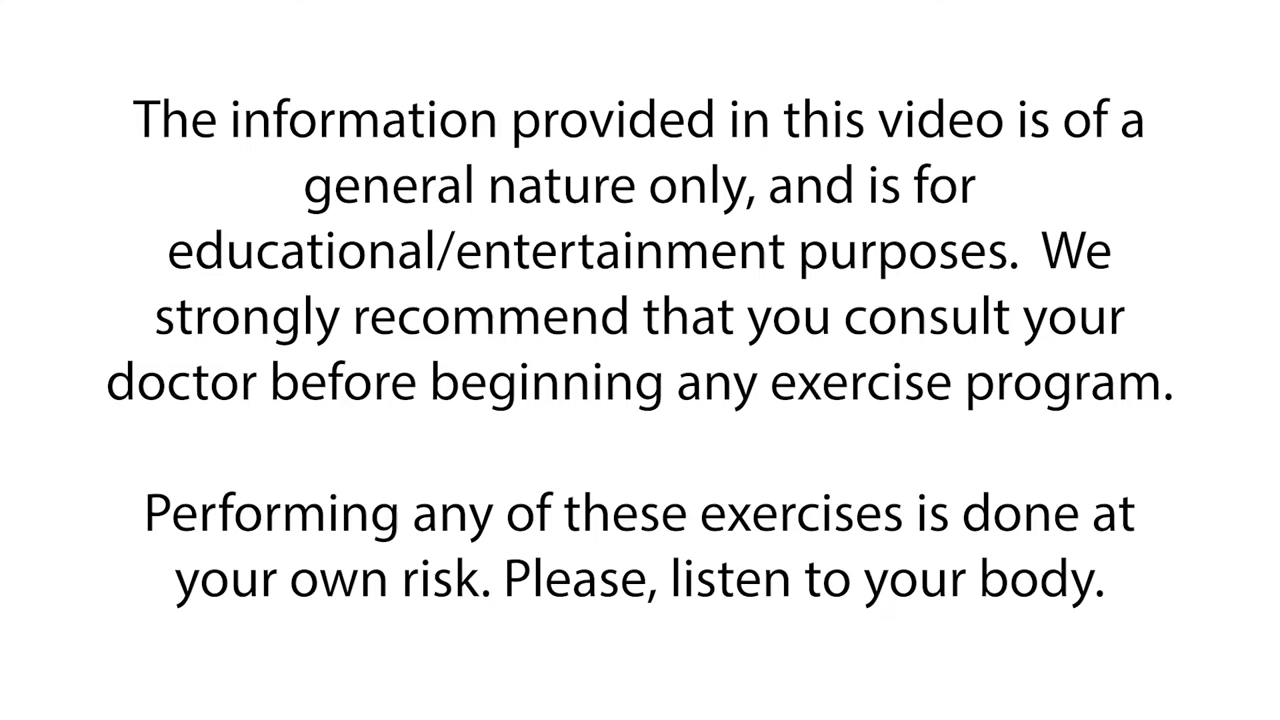 The information provided in this video is of a
general nature only, and is for
educational/entertainment purposes.  We
strongly recommend that you consult your
doctor before beginning any exercise program.
Performing any of these exercises is done at
your own risk. Please, listen to your body.